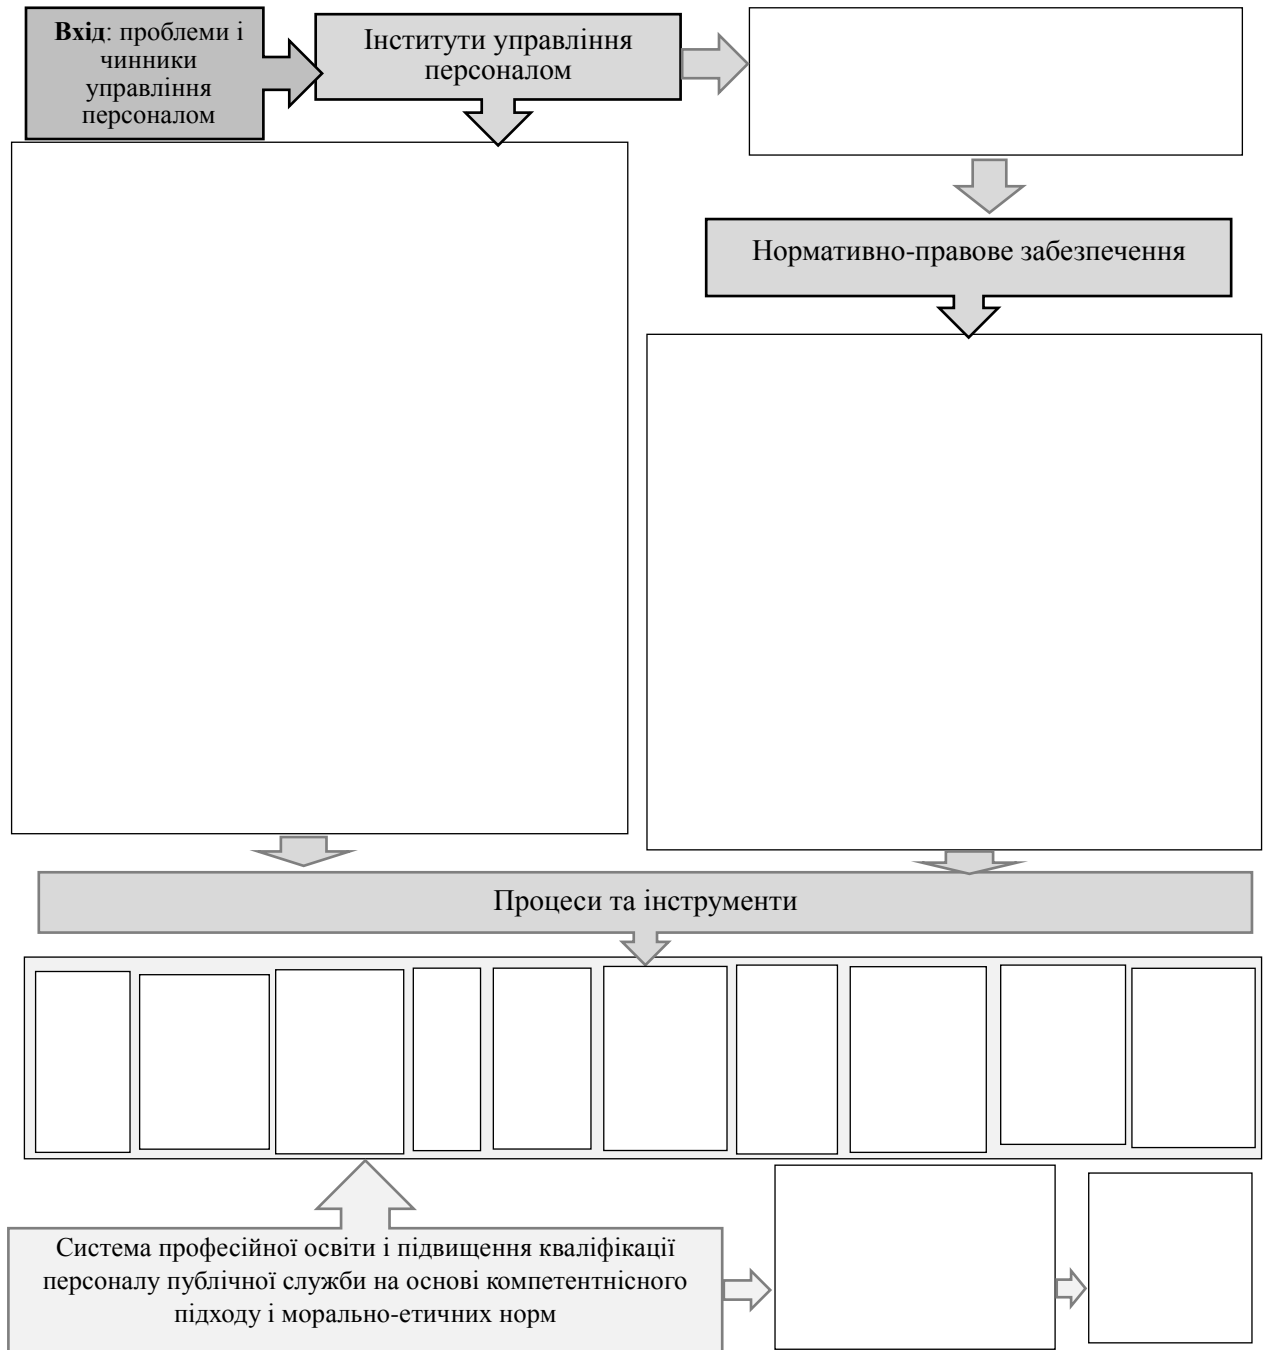 Вхід: проблеми і
чинники
управління
персоналом
Інститути управління
персоналом
Нормативно-правове забезпечення
Процеси та інструменти
Система професійної освіти і підвищення кваліфікації
персоналу публічної служби на основі компетентнісного
підходу і морально-етичних норм